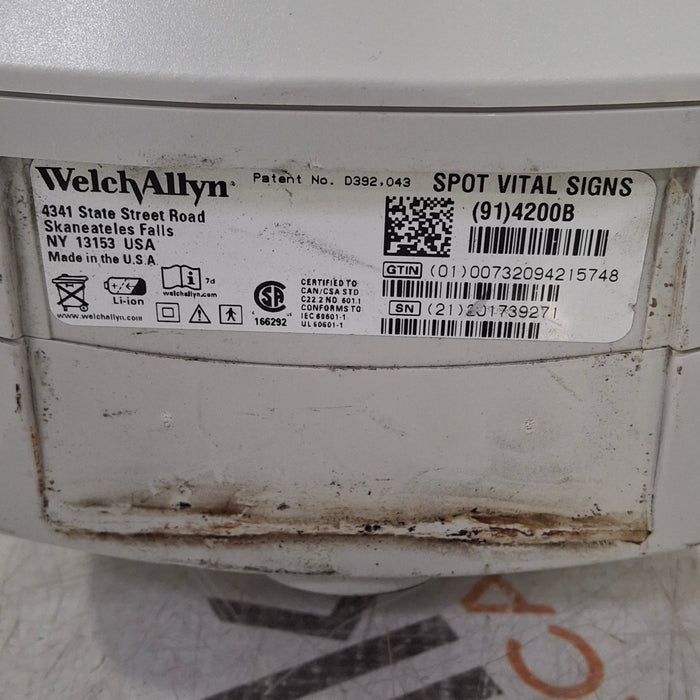 WelchAllyn®
Patent No. D392,043
SPOT VITAL SIGNS
4341 State Street Road
Skaneateles Falls
NY 13153 USA
Made in the U.S.A
(91)4200B
GTIN (01)00732094215748
SN (21)201739271
Li-ion
7d
welchallyn.com
www.welchallyn.com
166292
CERTIFIED TO
CAN/CSA STD
C22.2 NO. 601.1
CONFORMS TO
IEC 60601-1
UL 60601-1